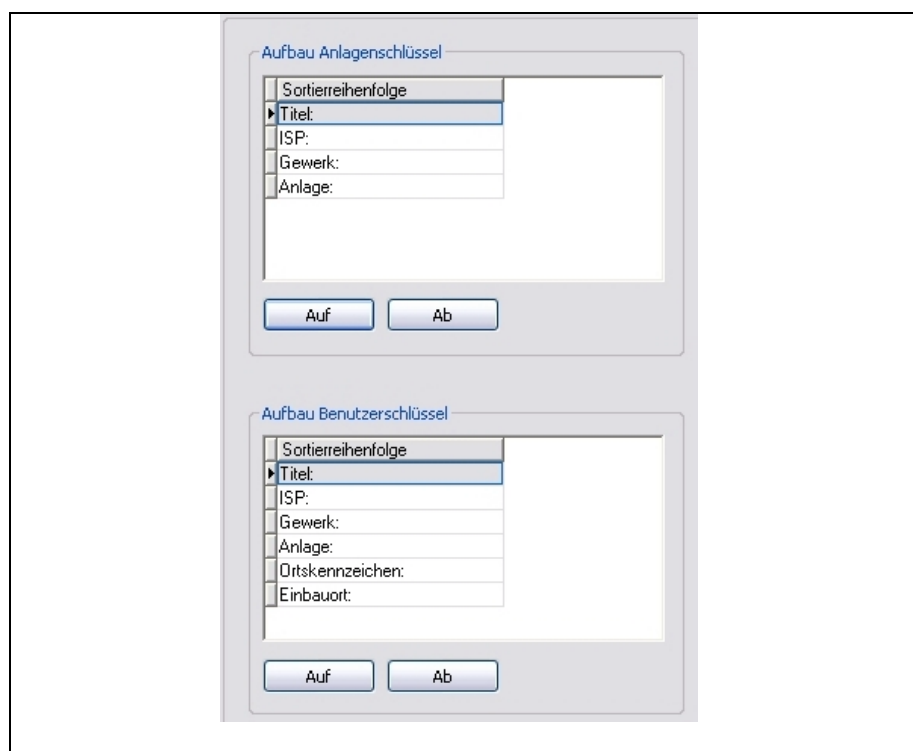 Aufbau Anlagenschlüssel
Sortierreihenfolge
Titel:
ISP:
Gewerk:
Anlage:
Auf Ab
Aufbau Benutzerschlüssel
Sortierreihenfolge
Titel:
ISP:
Gewerk:
Anlage:
Ortskennzeichen:
Einbauort:
Auf Ab